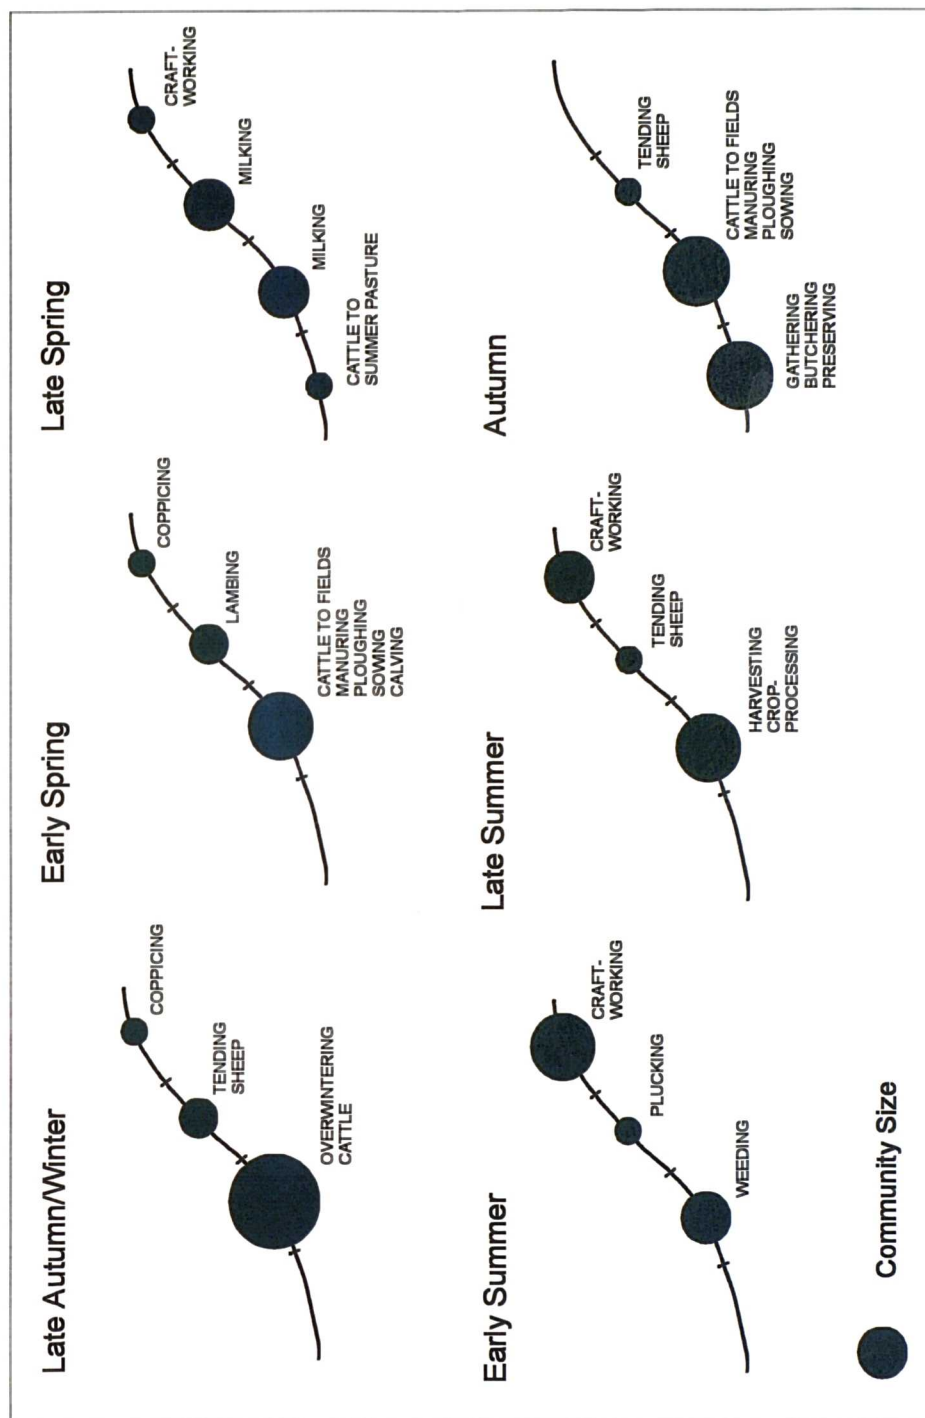 Late Autumn/Winter
COPPICING
TENDING
SHEEP
OVERWINTERING
CATTLE
Early Spring
COPPICING
LAMBING
CATTLE TO FIELDS
MANURING
PLOUGHING
SOWING
CALVING
Late Spring
CRAFT-
WORKING
MILKING
MILKING
CATTLE TO
SUMMER PASTURE
Early Summer
CRAFT-
WORKING
PLUCKING
WEEDING
Late Summer
CRAFT-
WORKING
TENDING
SHEEP
HARVESTING
CROP-
PROCESSING
Autumn
TENDING
SHEEP
CATTLE TO FIELDS
MANURING
PLOUGHING
SOWING
GATHERING
BUTCHERING
PRESERVING
Community Size